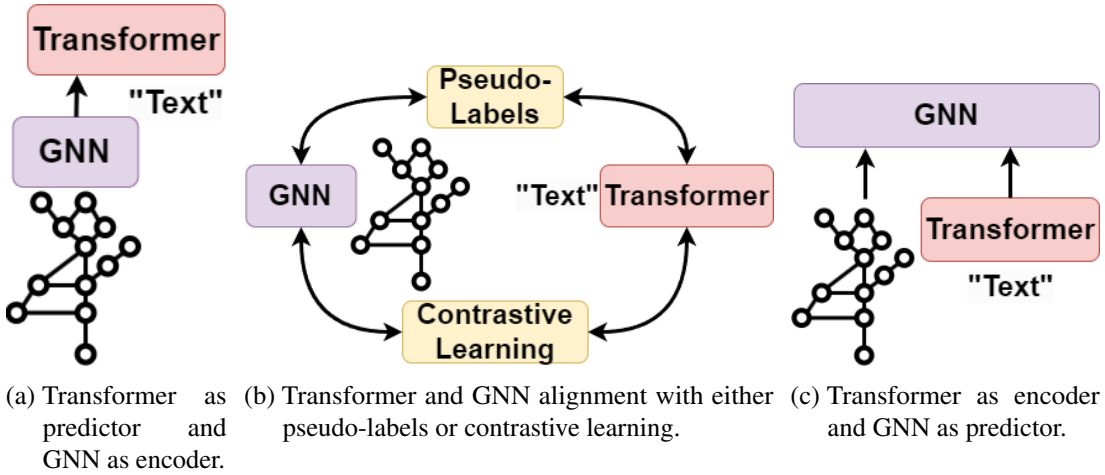 Transformer
"Text"
GNN
(a) Transformer as
predictor and
GNN as encoder.
Pseudo-
Labels
GNN
"Text"
Transformer
Contrastive
Learning
(b) Transformer and GNN alignment with either
pseudo-labels or contrastive learning.
GNN
Transformer
"Text"
(c) Transformer as encoder
and GNN as predictor.